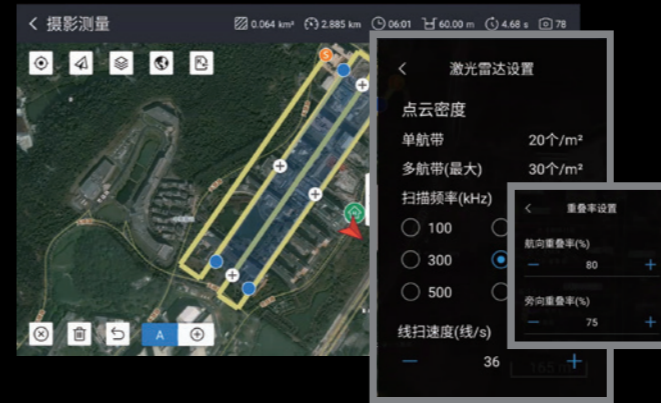 摄影测量
0.064 km² 2.885 km 06:01 60.00 m 4.68 s 78
S
A
激光雷达设置
点云密度
单航带 20个/m²
多航带(最大) 30个/m²
扫描频率(kHz)
100
300
500
线扫速度(线/s)
36
165 m
重叠率设置
航向重叠率(%)
80
旁向重叠率(%)
75